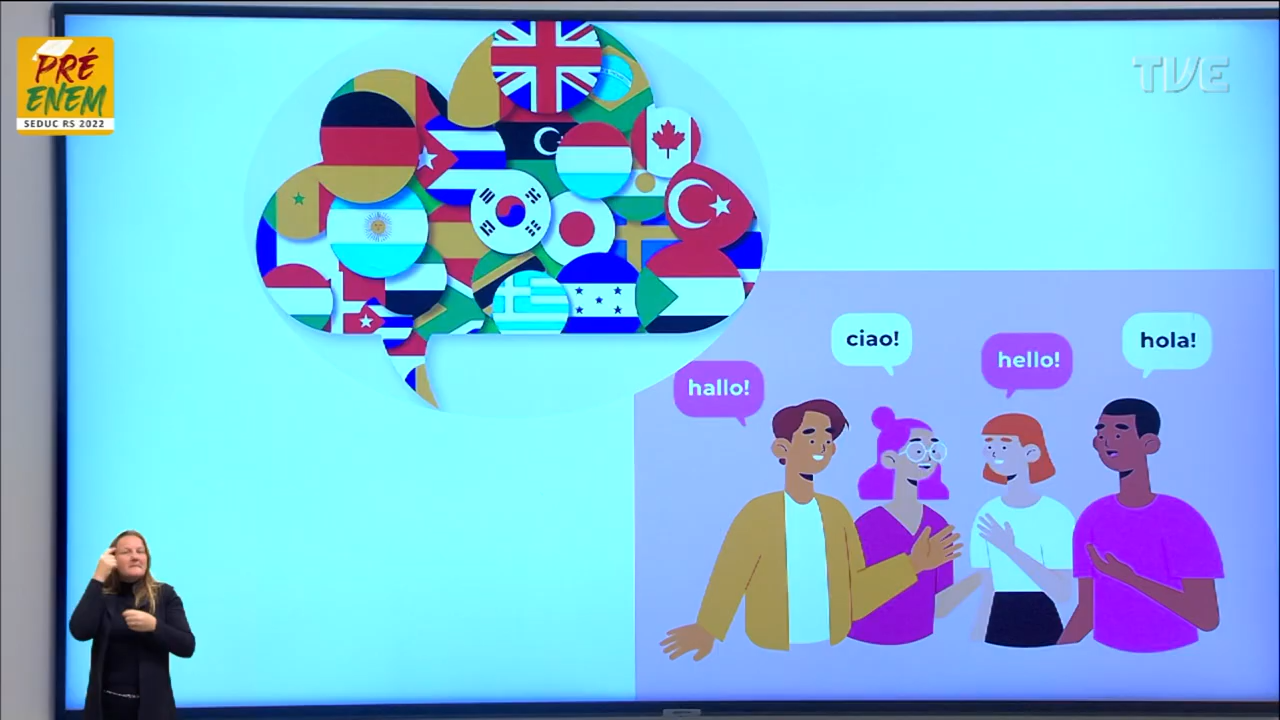 PRÉ
ENEM
SEDUC RS 2022
TVE
hallo!
ciao!
hello!
hola!